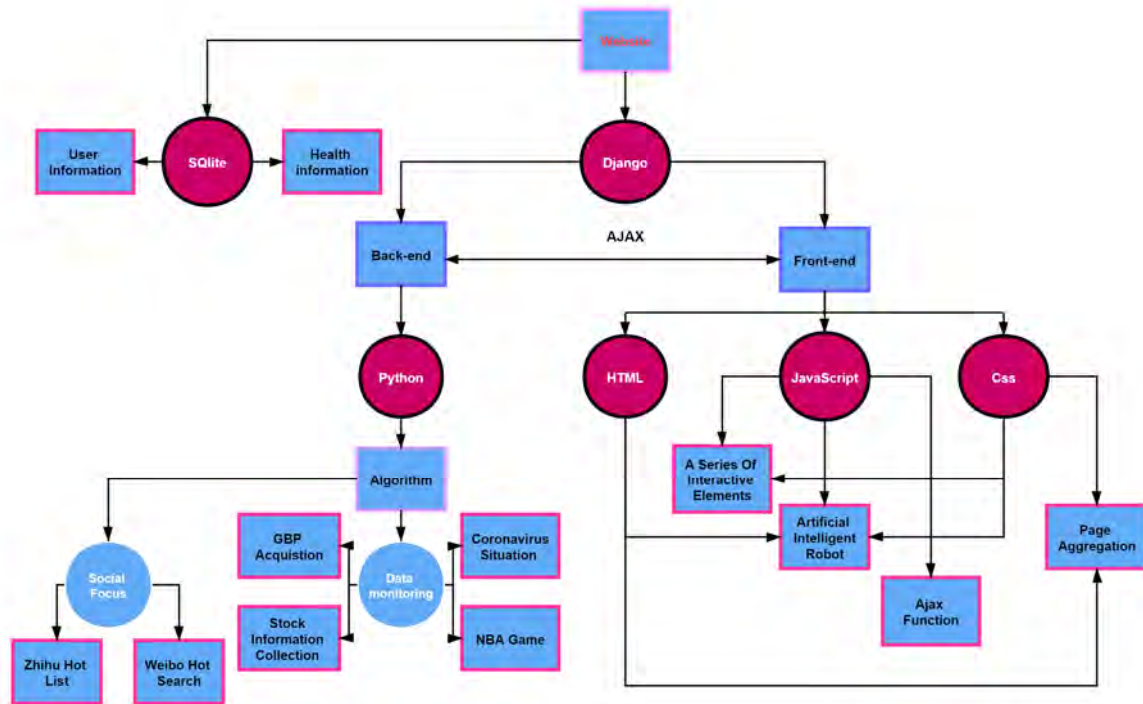 Website
User
Information
SQlite
Health
information
Django
AJAX
Back-end
Front-end
Python
HTML
JavaScript
Css
Algorithm
A Series Of
Interactive
Elements
GBP
Acquistion
Coronavirus
Situation
Artificial
Intelligent
Robot
Page
Aggregation
Social
Focus
Data
monitoring
Ajax
Function
Stock
Information
Collection
NBA Game
Zhihu Hot
List
Weibo Hot
Search